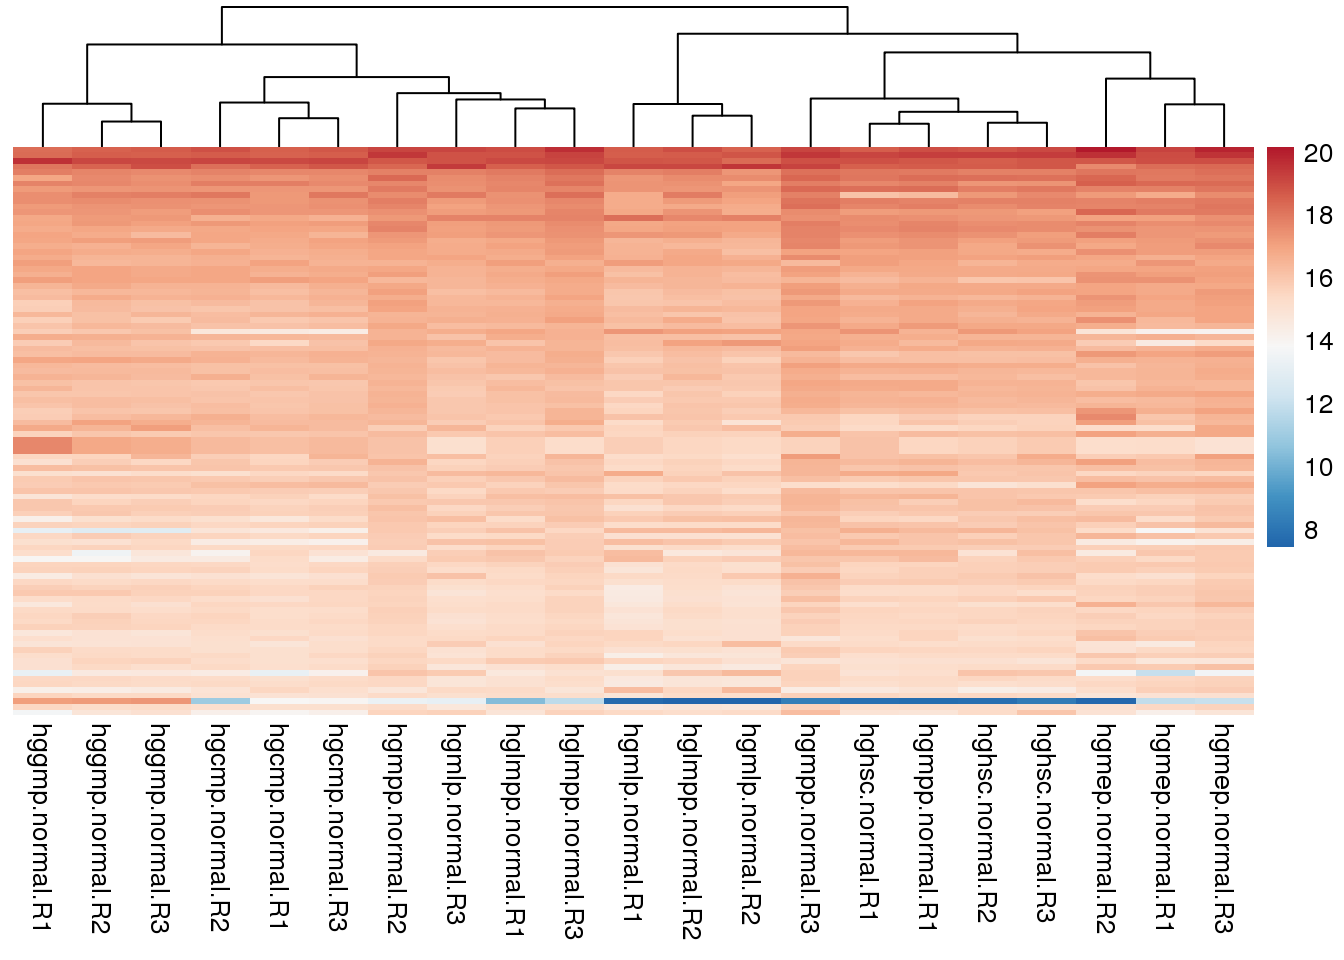 20
18
16
14
12
10
8
hggmp.normal.R1
hggmp.normal.R2
hggmp.normal.R3
hgcmp.normal.R2
hgcmp.normal.R1
hgcmp.normal.R3
hgmpp.normal.R2
hgmlp.normal.R3
hglmpp.normal.R1
hglmpp.normal.R3
hgmlp.normal.R1
hglmpp.normal.R2
hgmlp.normal.R2
hgmpp.normal.R3
hghsc.normal.R1
hgmpp.normal.R1
hghsc.normal.R2
hghsc.normal.R3
hgmep.normal.R2
hgmep.normal.R1
hgmep.normal.R3